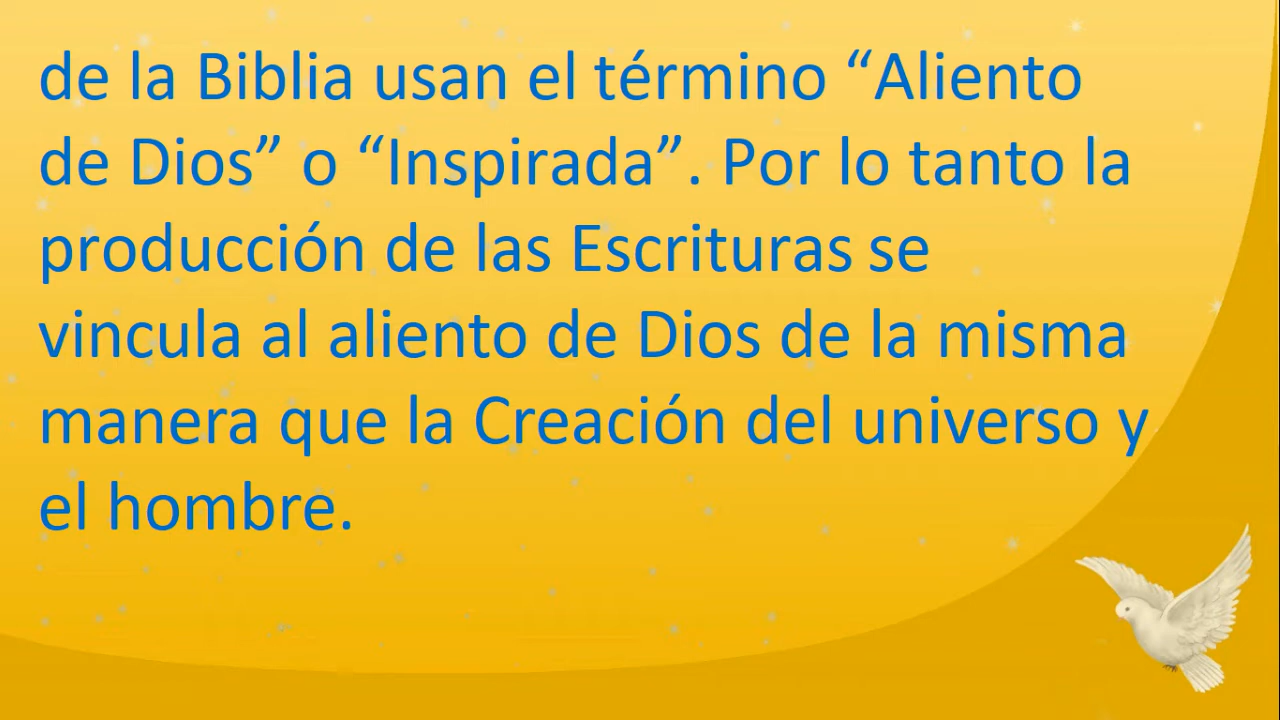 de la Biblia usan el término “Aliento
de Dios” o “Inspirada”. Por lo tanto la
producción de las Escrituras se
vincula al aliento de Dios de la misma
manera que la Creación del universo y
el hombre.